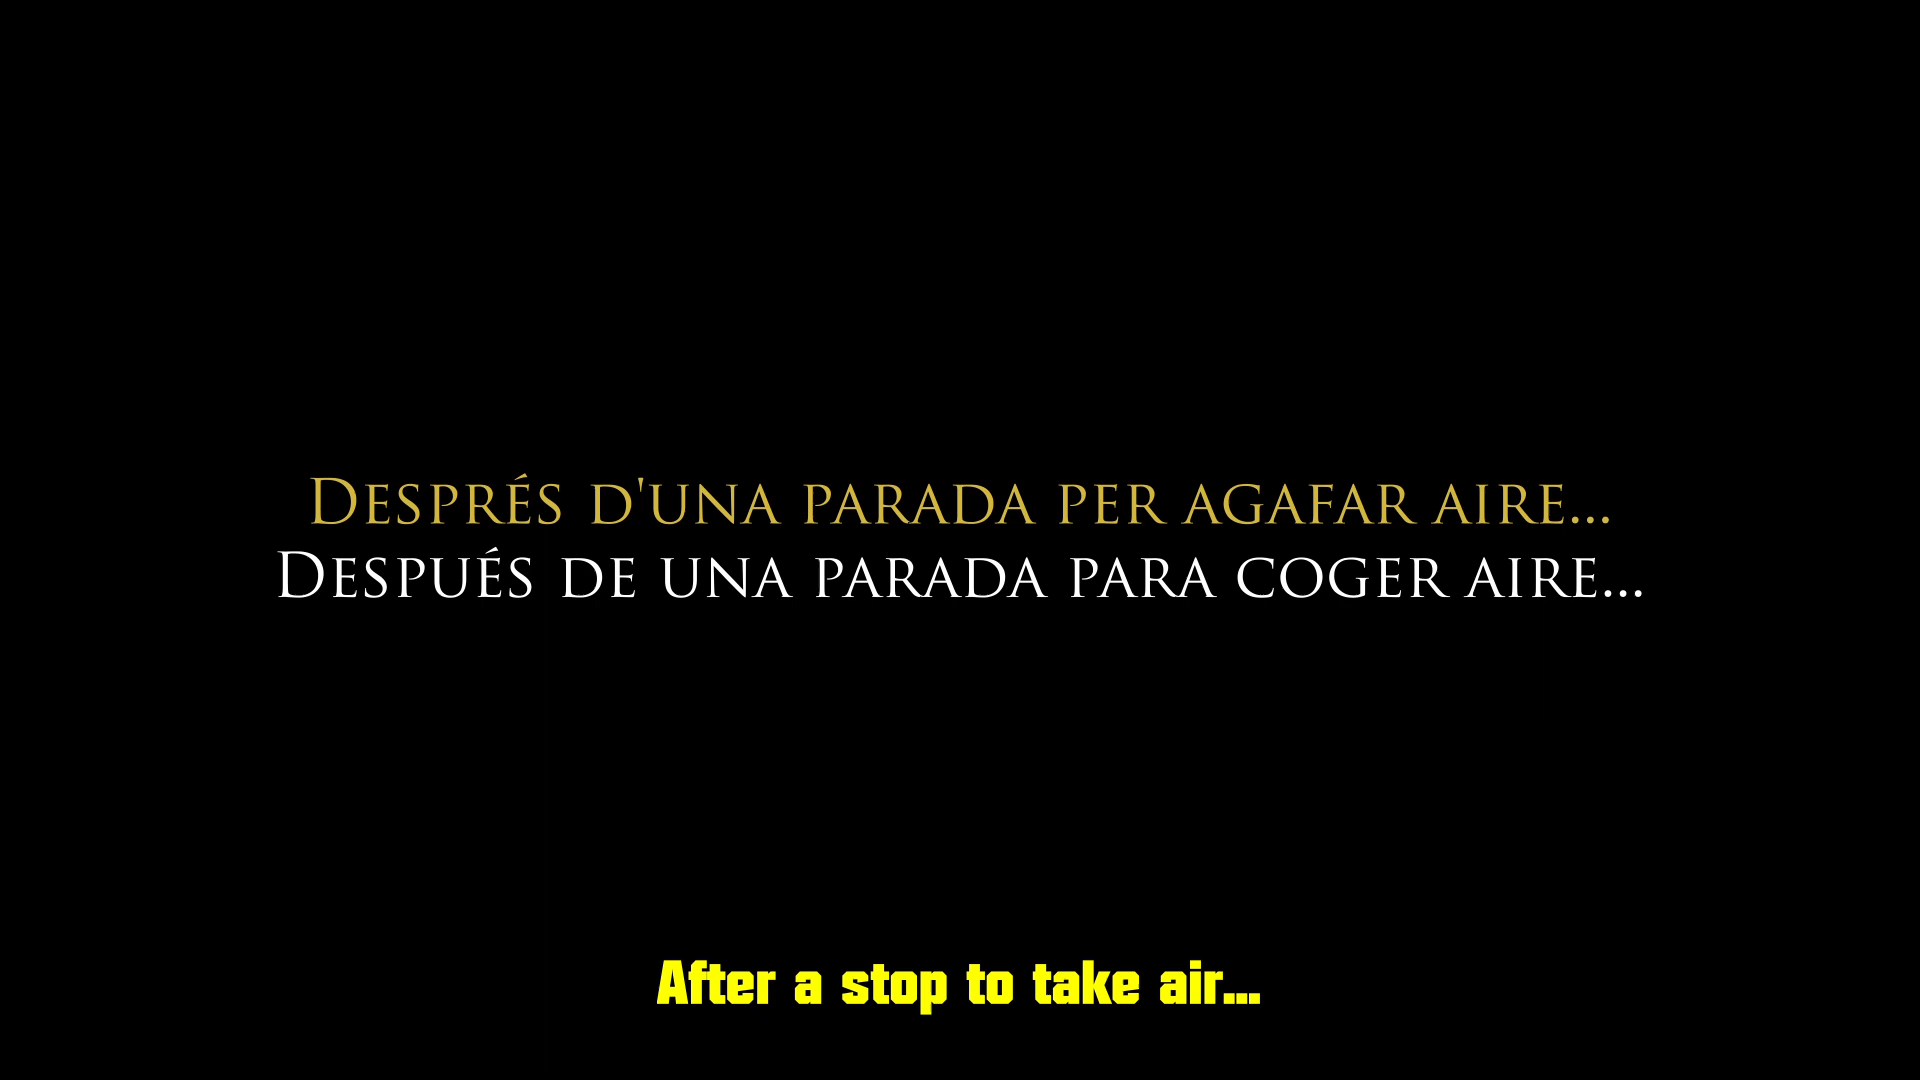 Després d'una parada per agafar aire...
Después de una parada para coger aire...
After a stop to take air...